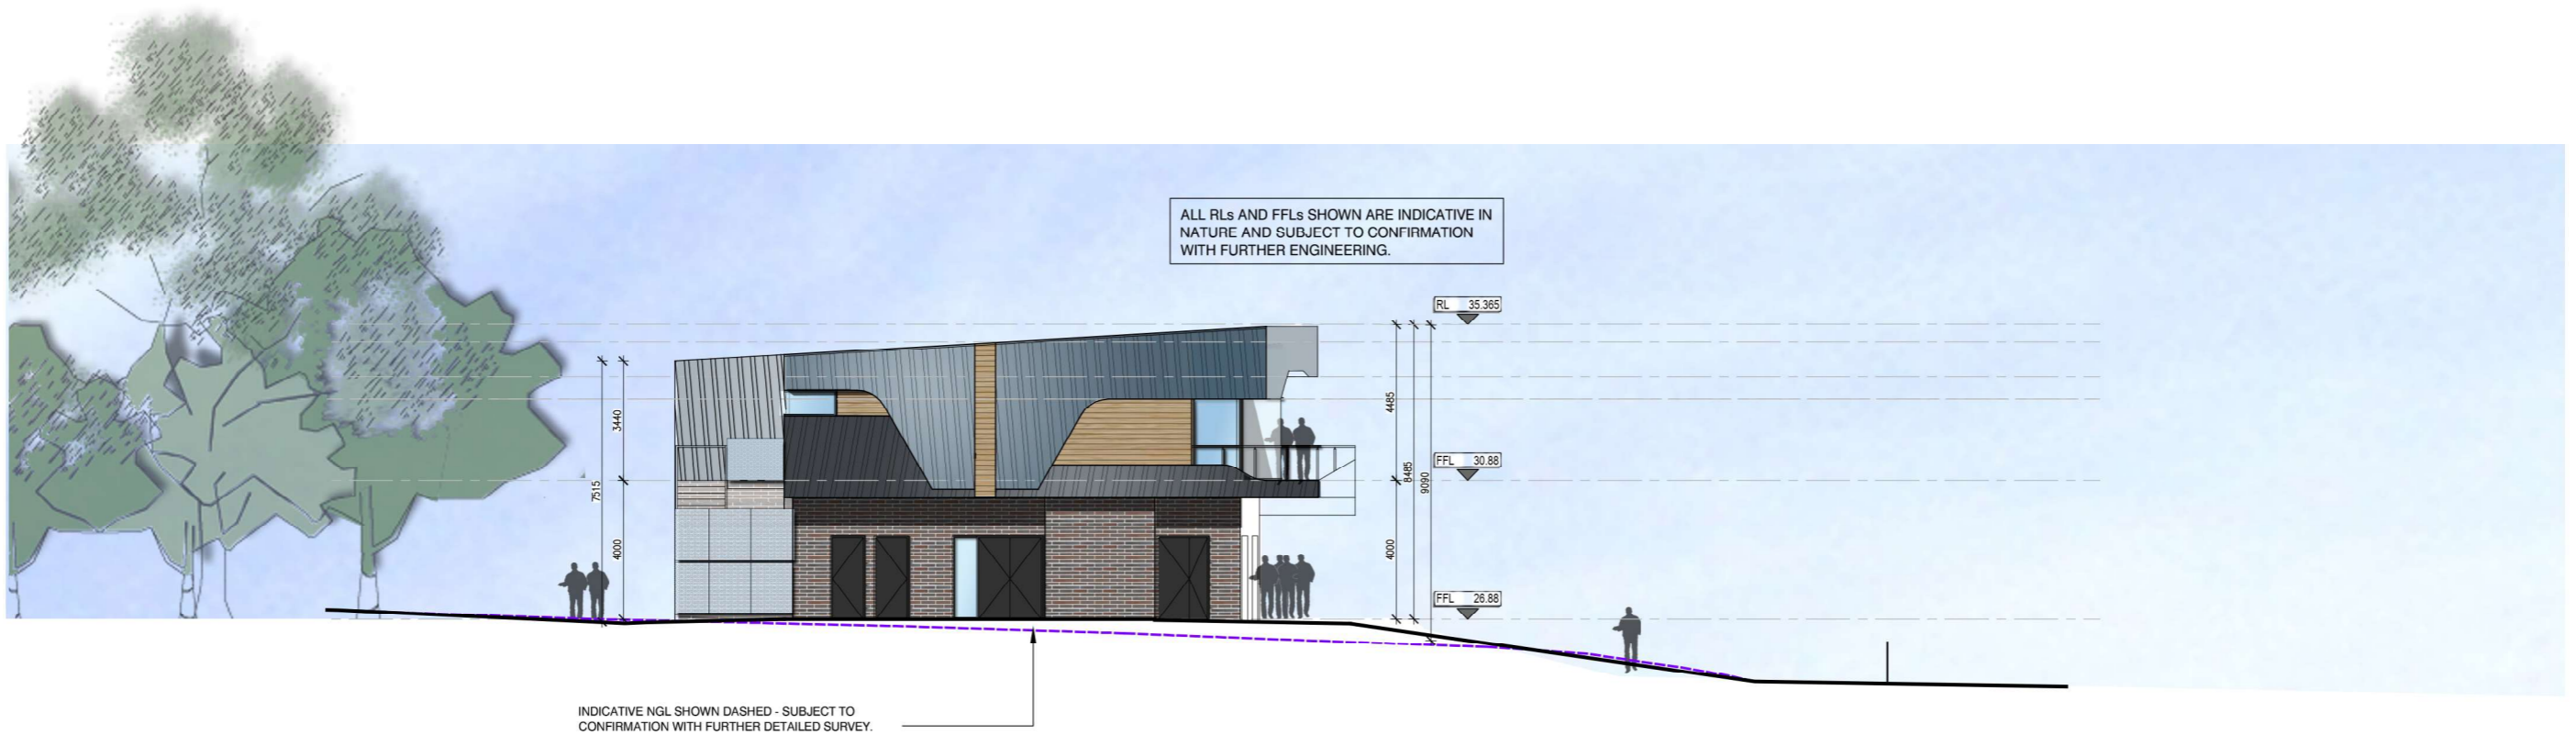 ALL RLs AND FFLs SHOWN ARE INDICATIVE IN
NATURE AND SUBJECT TO CONFIRMATION
WITH FURTHER ENGINEERING.
RL 35.365
3440
4485
7515
8485
9090
FFL 30.88
4000
4000
FFL 26.88
INDICATIVE NGL SHOWN DASHED - SUBJECT TO
CONFIRMATION WITH FURTHER DETAILED SURVEY.